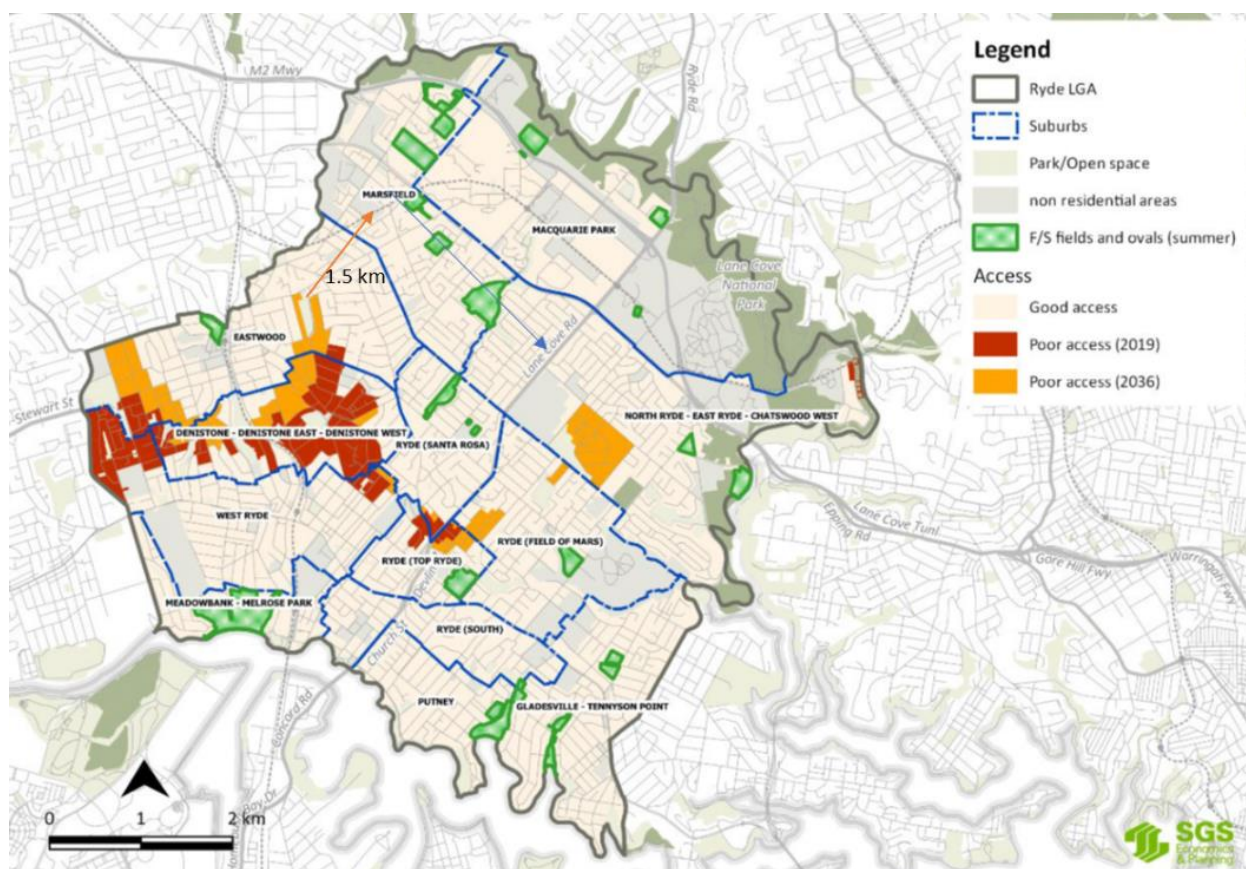 Legend
Ryde LGA
Suburbs
Park/Open space
non residential areas
F/S fields and ovals (summer)
Access
Good access
Poor access (2019)
Poor access (2036)
M2 Mwy
Ryde Rd
MARSFIELD
MACQUARIE PARK
1.5 km
Lane Cove
National
Park
EASTWOOD
Lane Cove Rd
Stewart St
NORTH RYDE - EAST RYDE - CHATSWOOD WEST
DENISTONE - DENISTONE EAST - DENISTONE WEST
RYDE (SANTA ROSA)
WEST RYDE
Epping Rd
Lane Cove Tunl
Gore Hill Fwy
Warringah Fwy
RYDE (FIELD OF MARS)
RYDE (TOP RYDE)
Devlin
MEADOWBANK - MELROSE PARK
RYDE (SOUTH)
Church St
PUTNEY
GLADESVILLE - TENNYSON POINT
Concord Rd
Bay Dr
0 1 2 km
SGS
Economics
& Planning